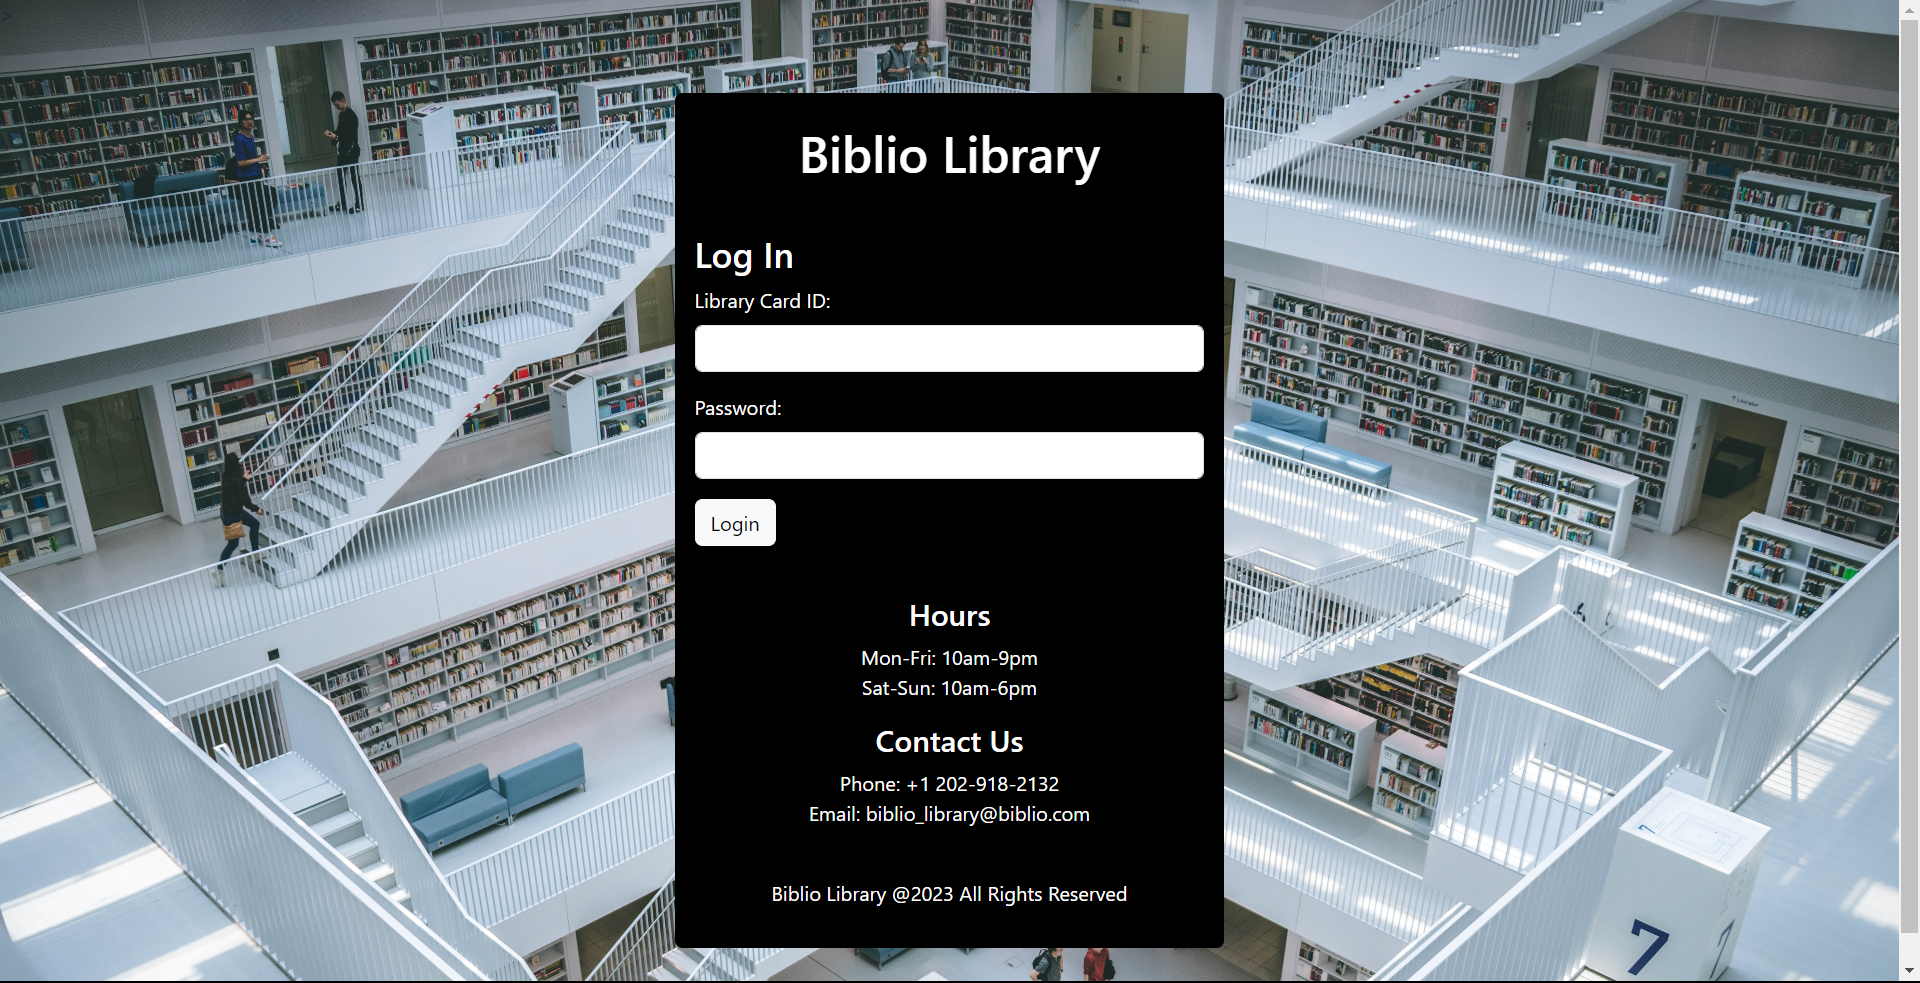 Biblio Library
Log In
Library Card ID:
Password:
Login
Hours
Mon-Fri: 10am-9pm
Sat-Sun: 10am-6pm
Contact Us
Phone: +1 202-918-2132
Email: biblio_library@biblio.com
Biblio Library @2023 All Rights Reserved
7